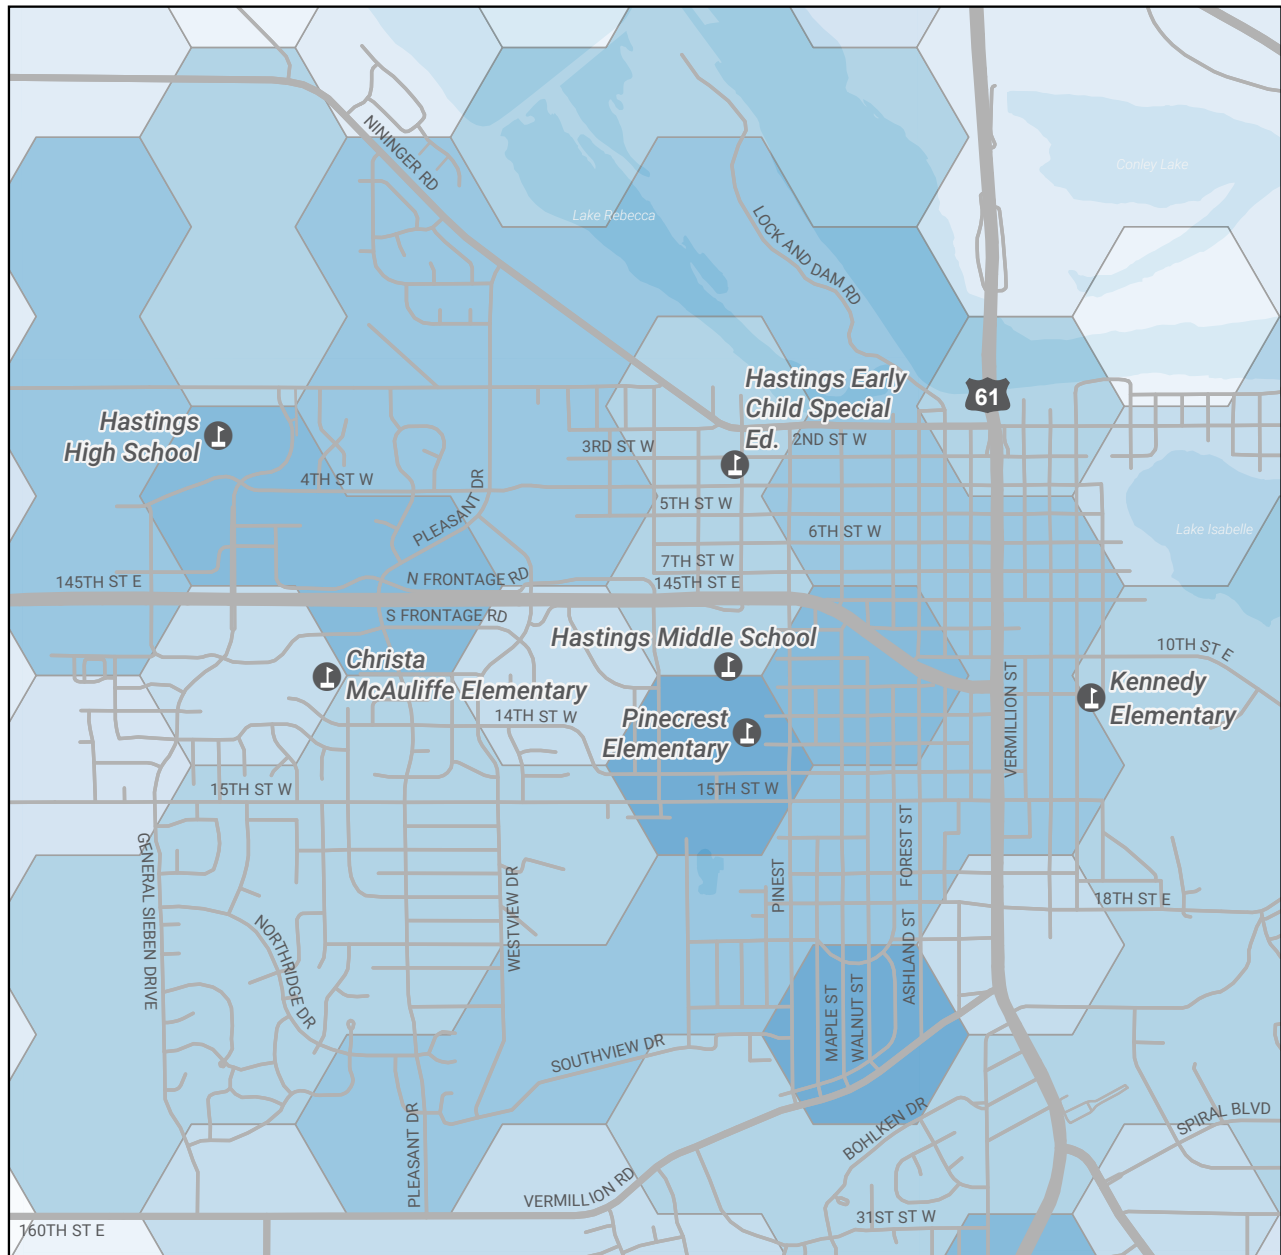 NININGER RD
Conley Lake
Lake Rebecca
LOCK AND DAM RD
Hastings Early
Child Special
Ed.
61
Hastings
High School
3RD ST W
2ND ST W
4TH ST W
PLEASANT DR
5TH ST W
6TH ST W
Lake Isabelle
7TH ST W
145TH ST E
N FRONTAGE RD
145TH ST E
S FRONTAGE RD
Hastings Middle School
10TH ST E
Christa
McAuliffe Elementary
Kennedy
Elementary
14TH ST W
Pinecrest
Elementary
VERMILLION ST
15TH ST W
15TH ST W
GENERAL SIEBEN DRIVE
FOREST ST
PINEST
18TH ST E
WESTVIEW DR
NORTHRIDGE DR
ASHLAND ST
MAPLE ST
WALNUT ST
SOUTHVIEW DR
PLEASANT DR
BOHLKEN DR
SPIRAL BLVD
VERMILLION RD
31ST ST W
160TH ST E